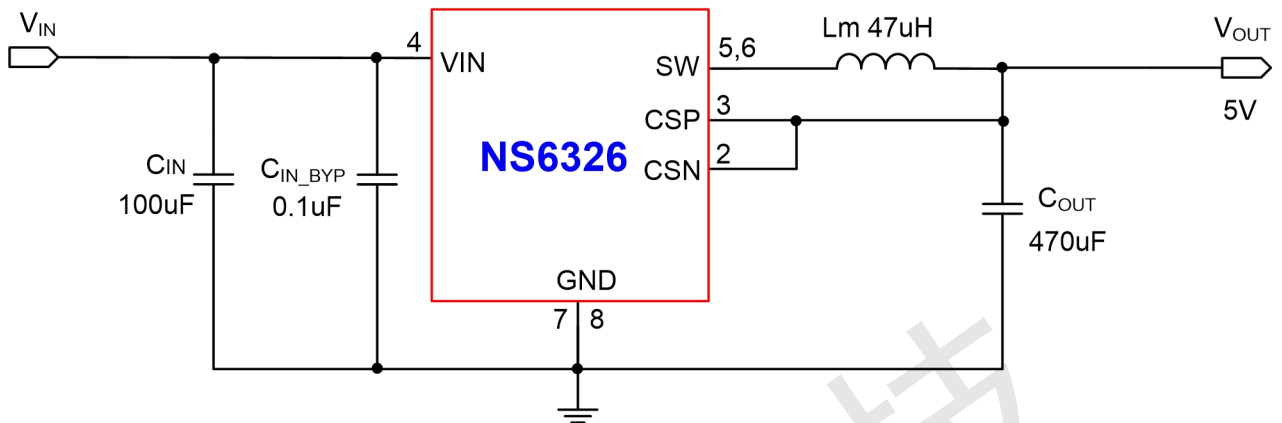 VIN
4
VIN
CIN
100uF
CIN_BYP
0.1uF
NS6326
SW
5,6
CSP
3
CSN
2
GND
7 8
Lm 47uH
VOUT
5V
COUT
470uF